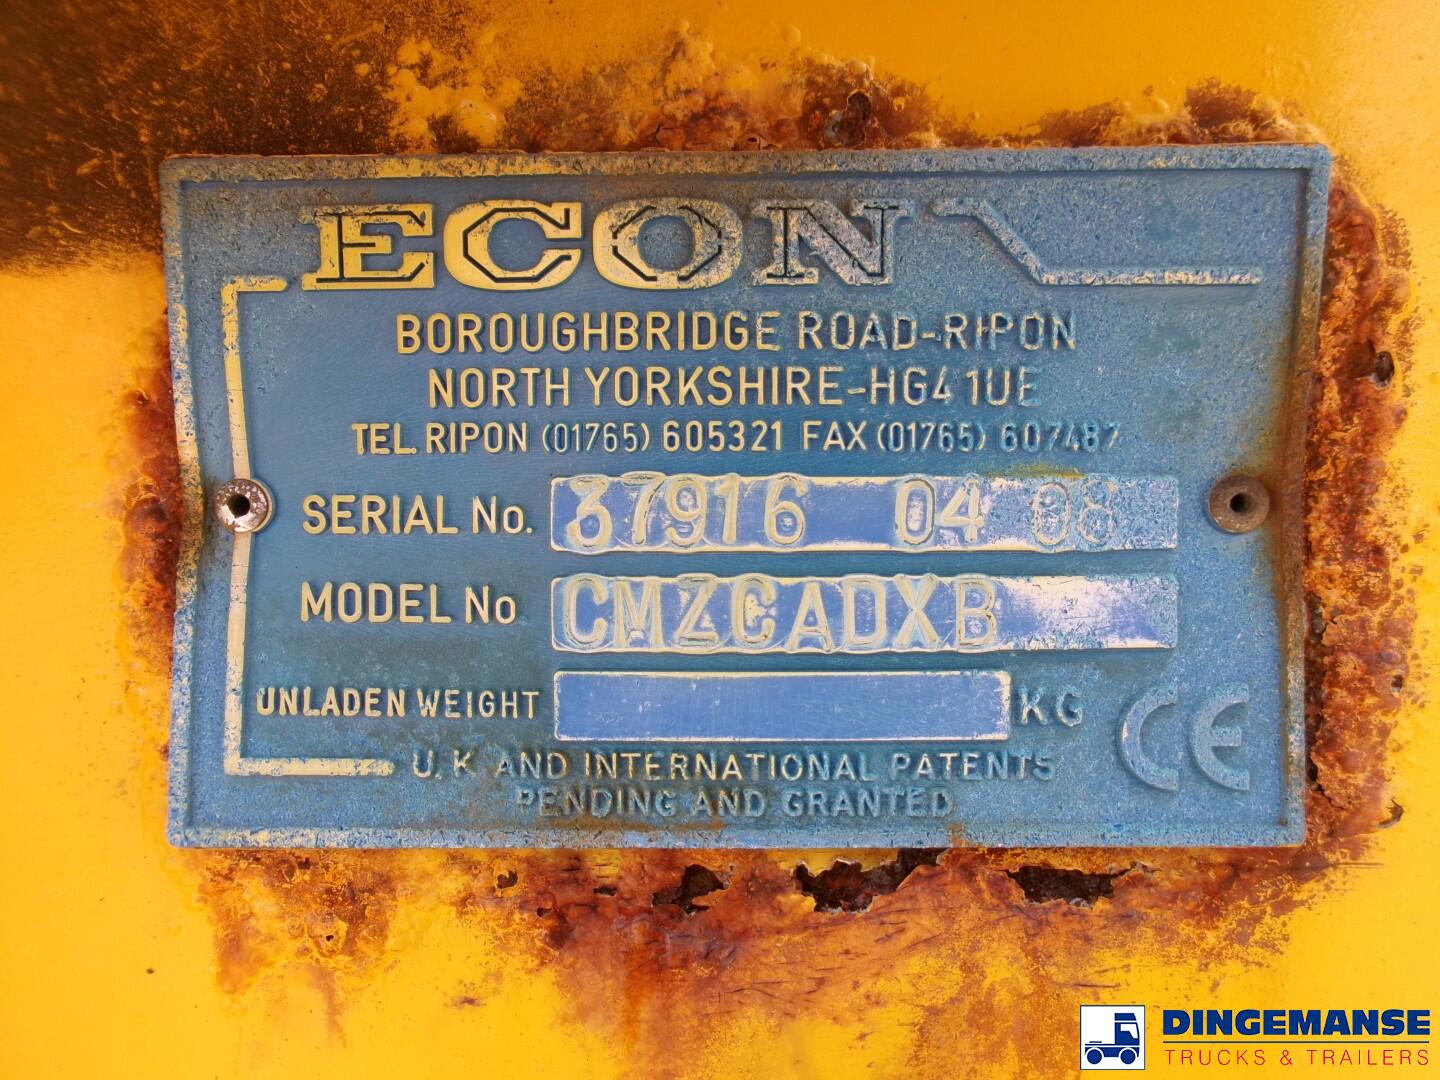 ECON
BOROUGHBRIDGE ROAD-RIPON
NORTH YORKSHIRE-HG4 1UE
TEL. RIPON (01765) 605321 FAX (01765) 607487
SERIAL No. 37916 04 08
MODEL No CMZCADXB
UNLADEN WEIGHT KG
CE
U.K AND INTERNATIONAL PATENTS
PENDING AND GRANTED
DINGEMANSE
TRUCKS & TRAILERS